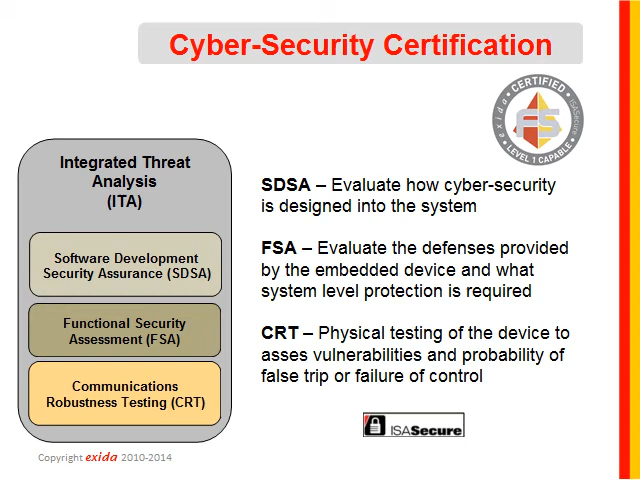 Cyber-Security Certification
CERTIFIED
exida
ISASecure
FS
LEVEL 1 CAPABLE
Integrated Threat
Analysis
(ITA)
Software Development
Security Assurance (SDSA)
Functional Security
Assessment (FSA)
Communications
Robustness Testing (CRT)
SDSA – Evaluate how cyber-security
is designed into the system
FSA – Evaluate the defenses provided
by the embedded device and what
system level protection is required
CRT – Physical testing of the device to
asses vulnerabilities and probability of
false trip or failure of control
ISASecure
Copyright exida 2010-2014